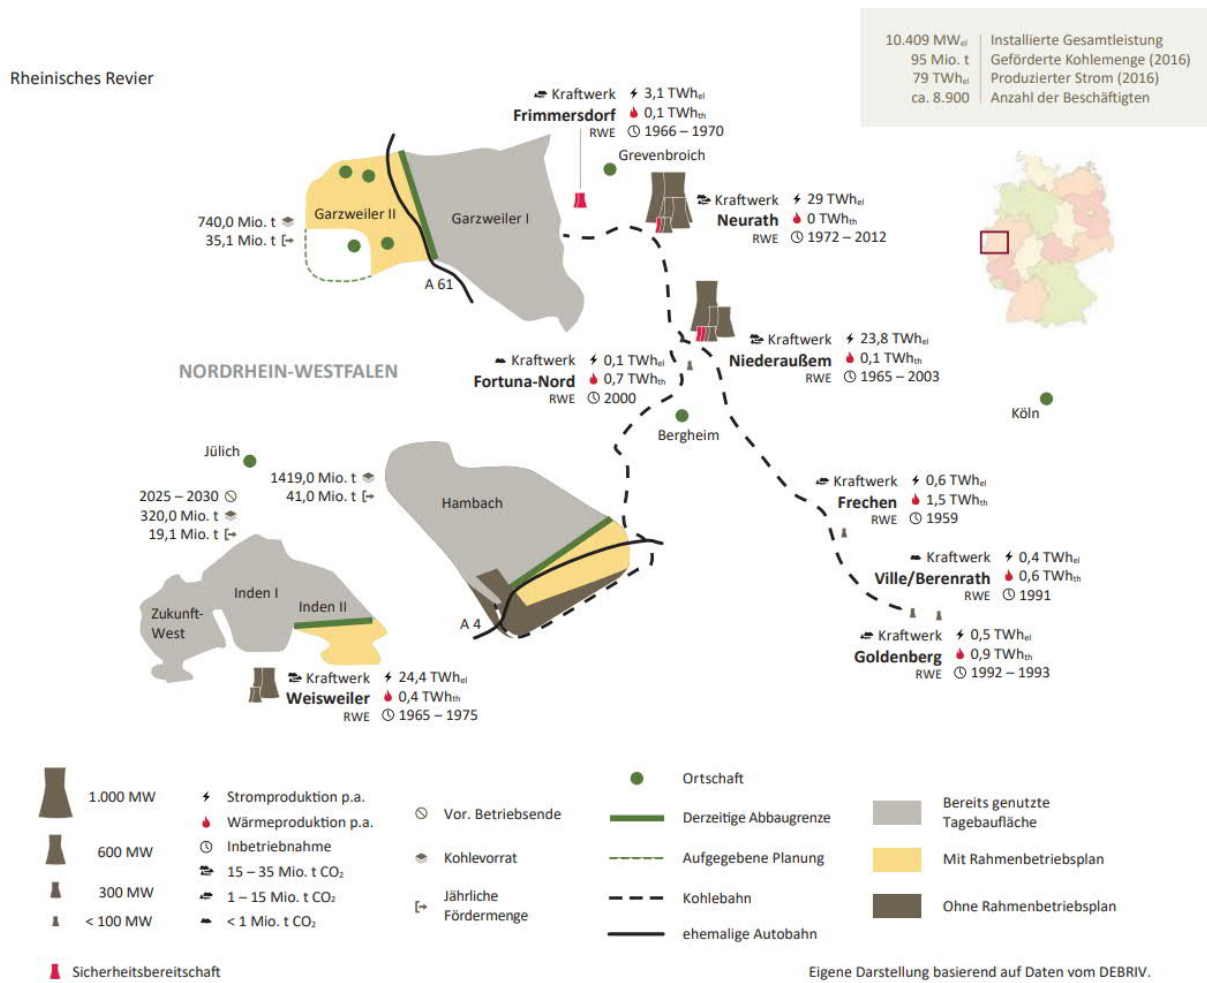 10.409 MWel Installierte Gesamtleistung
95 Mio. t Geförderte Kohlemenge (2016)
79 TWhel Produzierter Strom (2016)
ca. 8.900 Anzahl der Beschäftigten
Rheinisches Revier
Kraftwerk 3,1 TWhel
Frimmersdorf 0,1 TWhth
RWE 1966 – 1970
Grevenbroich
Kraftwerk 29 TWhel
Neurath 0 TWhth
RWE 1972 – 2012
Garzweiler II
Garzweiler I
740,0 Mio. t
35,1 Mio. t
A 61
Kraftwerk 23,8 TWhel
Niederaußem 0,1 TWhth
RWE 1965 – 2003
NORDRHEIN-WESTFALEN
Kraftwerk 0,1 TWhel
Fortuna-Nord 0,7 TWhth
RWE 2000
Köln
Bergheim
Jülich
1419,0 Mio. t
41,0 Mio. t
Hambach
2025 – 2030
320,0 Mio. t
19,1 Mio. t
Kraftwerk 0,6 TWhel
Frechen 1,5 TWhth
RWE 1959
Kraftwerk 0,4 TWhel
Ville/Berenrath 0,6 TWhth
RWE 1991
Inden I
Inden II
Zukunft-
West
A 4
Kraftwerk 0,5 TWhel
Goldenberg 0,9 TWhth
RWE 1992 – 1993
Kraftwerk 24,4 TWhel
Weisweiler 0,4 TWhth
RWE 1965 – 1975
1.000 MW
600 MW
300 MW
< 100 MW
Sicherheitsbereitschaft
Stromproduktion p.a.
Wärmeproduktion p.a.
Inbetriebnahme
15 – 35 Mio. t CO₂
1 – 15 Mio. t CO₂
< 1 Mio. t CO₂
Vor. Betriebsende
Kohlevorrat
Jährliche
Fördermenge
Ortschaft
Derzeitige Abbaugrenze
Aufgegebene Planung
Kohlebahn
ehemalige Autobahn
Bereits genutzte
Tagebaufläche
Mit Rahmenbetriebsplan
Ohne Rahmenbetriebsplan
Eigene Darstellung basierend auf Daten vom DEBRIV.